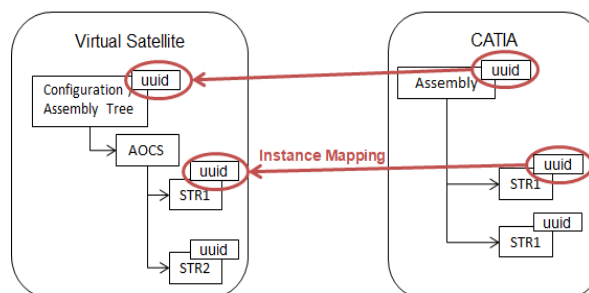 Virtual Satellite
CATIA
uuid
Configuration /
Assembly Tree
uuid
Assembly
AOCS
Instance Mapping
uuid
STR1
uuid
STR1
uuid
STR2
uuid
STR1